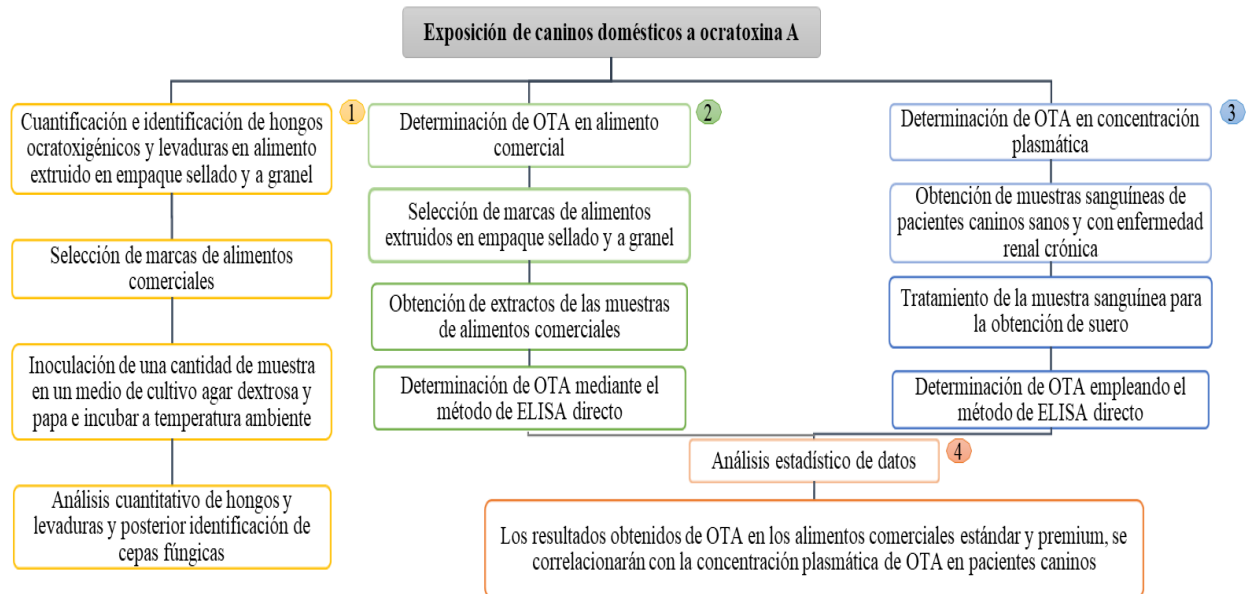 Exposición de caninos domésticos a ocratoxina A
1
Cuantificación e identificación de hongos
ocratoxigénicos y levaduras en alimento
extruido en empaque sellado y a granel
Selección de marcas de alimentos
comerciales
Inoculación de una cantidad de muestra
en un medio de cultivo agar dextrosa y
papa e incubar a temperatura ambiente
Análisis cuantitativo de hongos y
levaduras y posterior identificación de
cepas fúngicas
2
Determinación de OTA en alimento
comercial
Selección de marcas de alimentos
extruidos en empaque sellado y a granel
Obtención de extractos de las muestras
de alimentos comerciales
Determinación de OTA mediante el
método de ELISA directo
3
Determinación de OTA en concentración
plasmática
Obtención de muestras sanguíneas de
pacientes caninos sanos y con enfermedad
renal crónica
Tratamiento de la muestra sanguínea para
la obtención de suero
Determinación de OTA empleando el
método de ELISA directo
4
Análisis estadístico de datos
Los resultados obtenidos de OTA en los alimentos comerciales estándar y premium, se
correlacionarán con la concentración plasmática de OTA en pacientes caninos